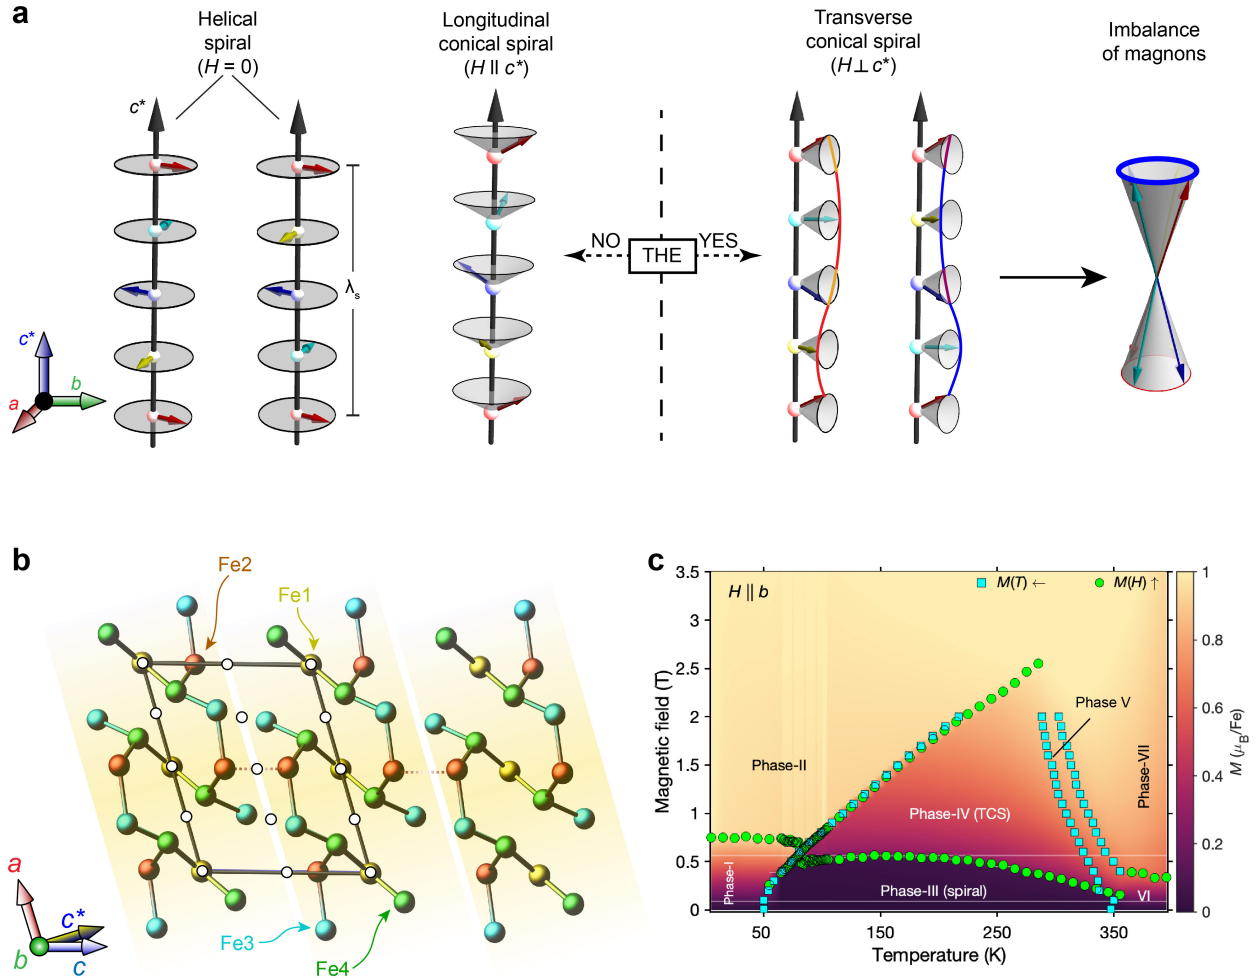 a
Helical
spiral
(H = 0)
Longitudinal
conical spiral
(H || c*)
Transverse
conical spiral
(H⊥c*)
Imbalance
of magnons
c*
λs
NO
THE
YES
c*
b
a
b
Fe2
Fe1
Fe3
Fe4
a
c*
b
c
c
3.5
3
2.5
2
1.5
1
0.5
0
Magnetic field (T)
H || b
M(T) ←
M(H) ↑
Phase V
Phase-II
Phase-VII
Phase-IV (TCS)
Phase-I
Phase-III (spiral)
VI
50
150
250
350
Temperature (K)
1
0.8
0.6
0.4
0.2
0
M (μB/Fe)